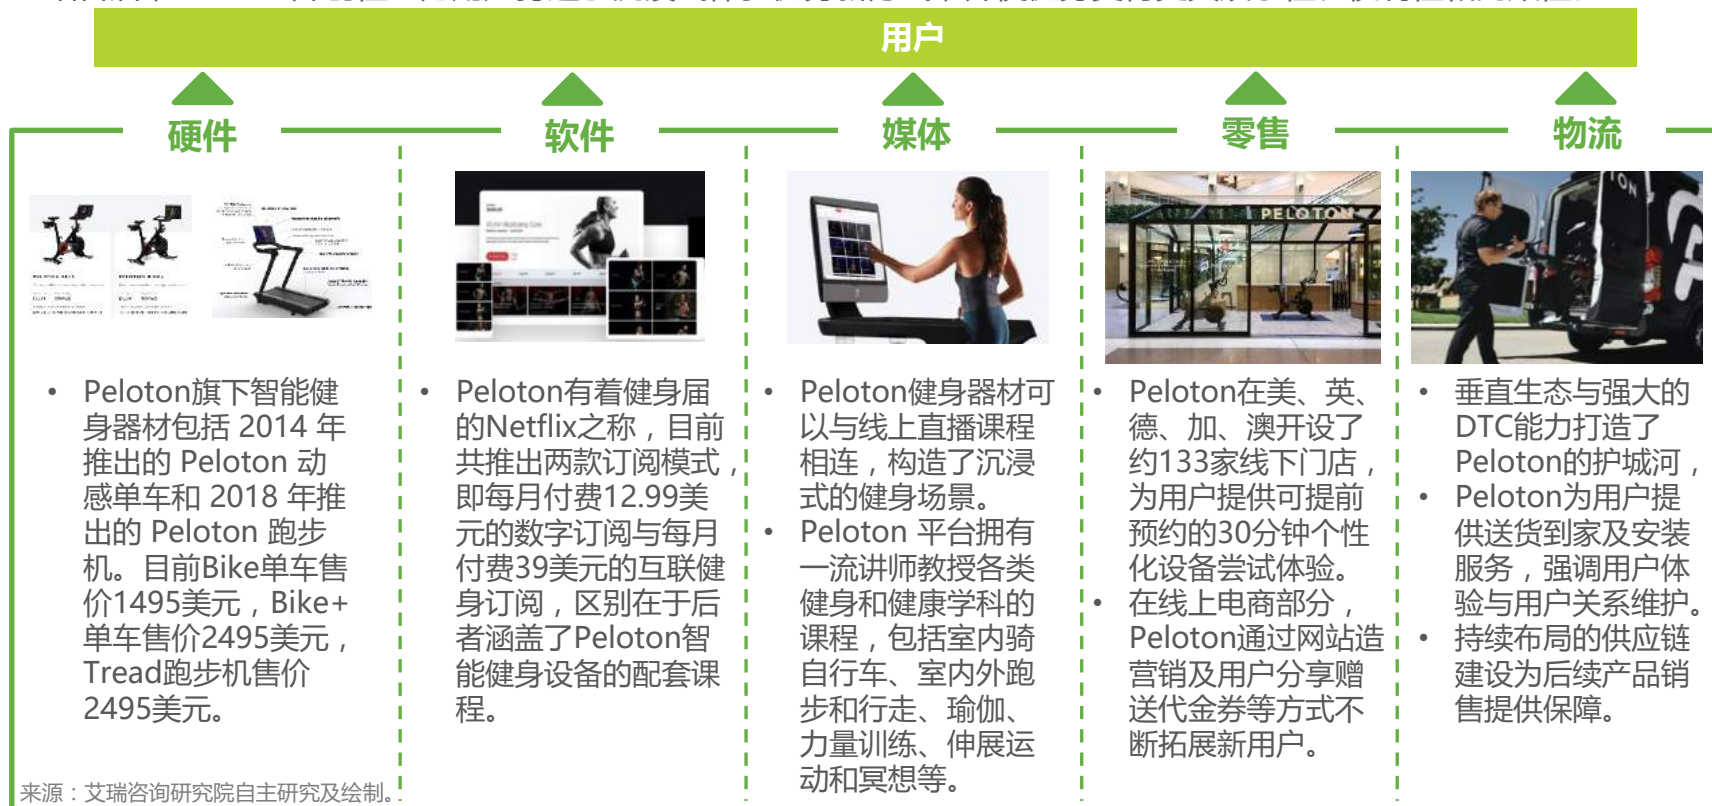 用户
硬件
软件
媒体
零售
物流
PELOTON
• Peloton旗下智能健
身器材包括 2014 年
推出的 Peloton 动
感单车和 2018 年推
出的 Peloton 跑步
机。目前Bike单车售
价1495美元，Bike+
单车售价2495美元，
Tread跑步机售价
2495美元。
• Peloton有着健身届
的Netflix之称，目前
共推出两款订阅模式，
即每月付费12.99美
元的数字订阅与每月
付费39美元的互联健
身订阅，区别在于后
者涵盖了Peloton智
能健身设备的配套课
程。
• Peloton健身器材可
以与线上直播课程
相连，构造了沉浸
式的健身场景。
• Peloton 平台拥有
一流讲师教授各类
健身和健康学科的
课程，包括室内骑
自行车、室内外跑
步和行走、瑜伽、
力量训练、伸展运
动和冥想等。
• Peloton在美、英、
德、加、澳开设了
约133家线下门店，
为用户提供可提前
预约的30分钟个性
化设备尝试体验。
• 在线上电商部分，
Peloton通过网站造
营销及用户分享赠
送代金券等方式不
断拓展新用户。
• 垂直生态与强大的
DTC能力打造了
Peloton的护城河，
• Peloton为用户提
供送货到家及安装
服务，强调用户体
验与用户关系维护。
• 持续布局的供应链
建设为后续产品销
售提供保障。
来源：艾瑞咨询研究院自主研究及绘制。